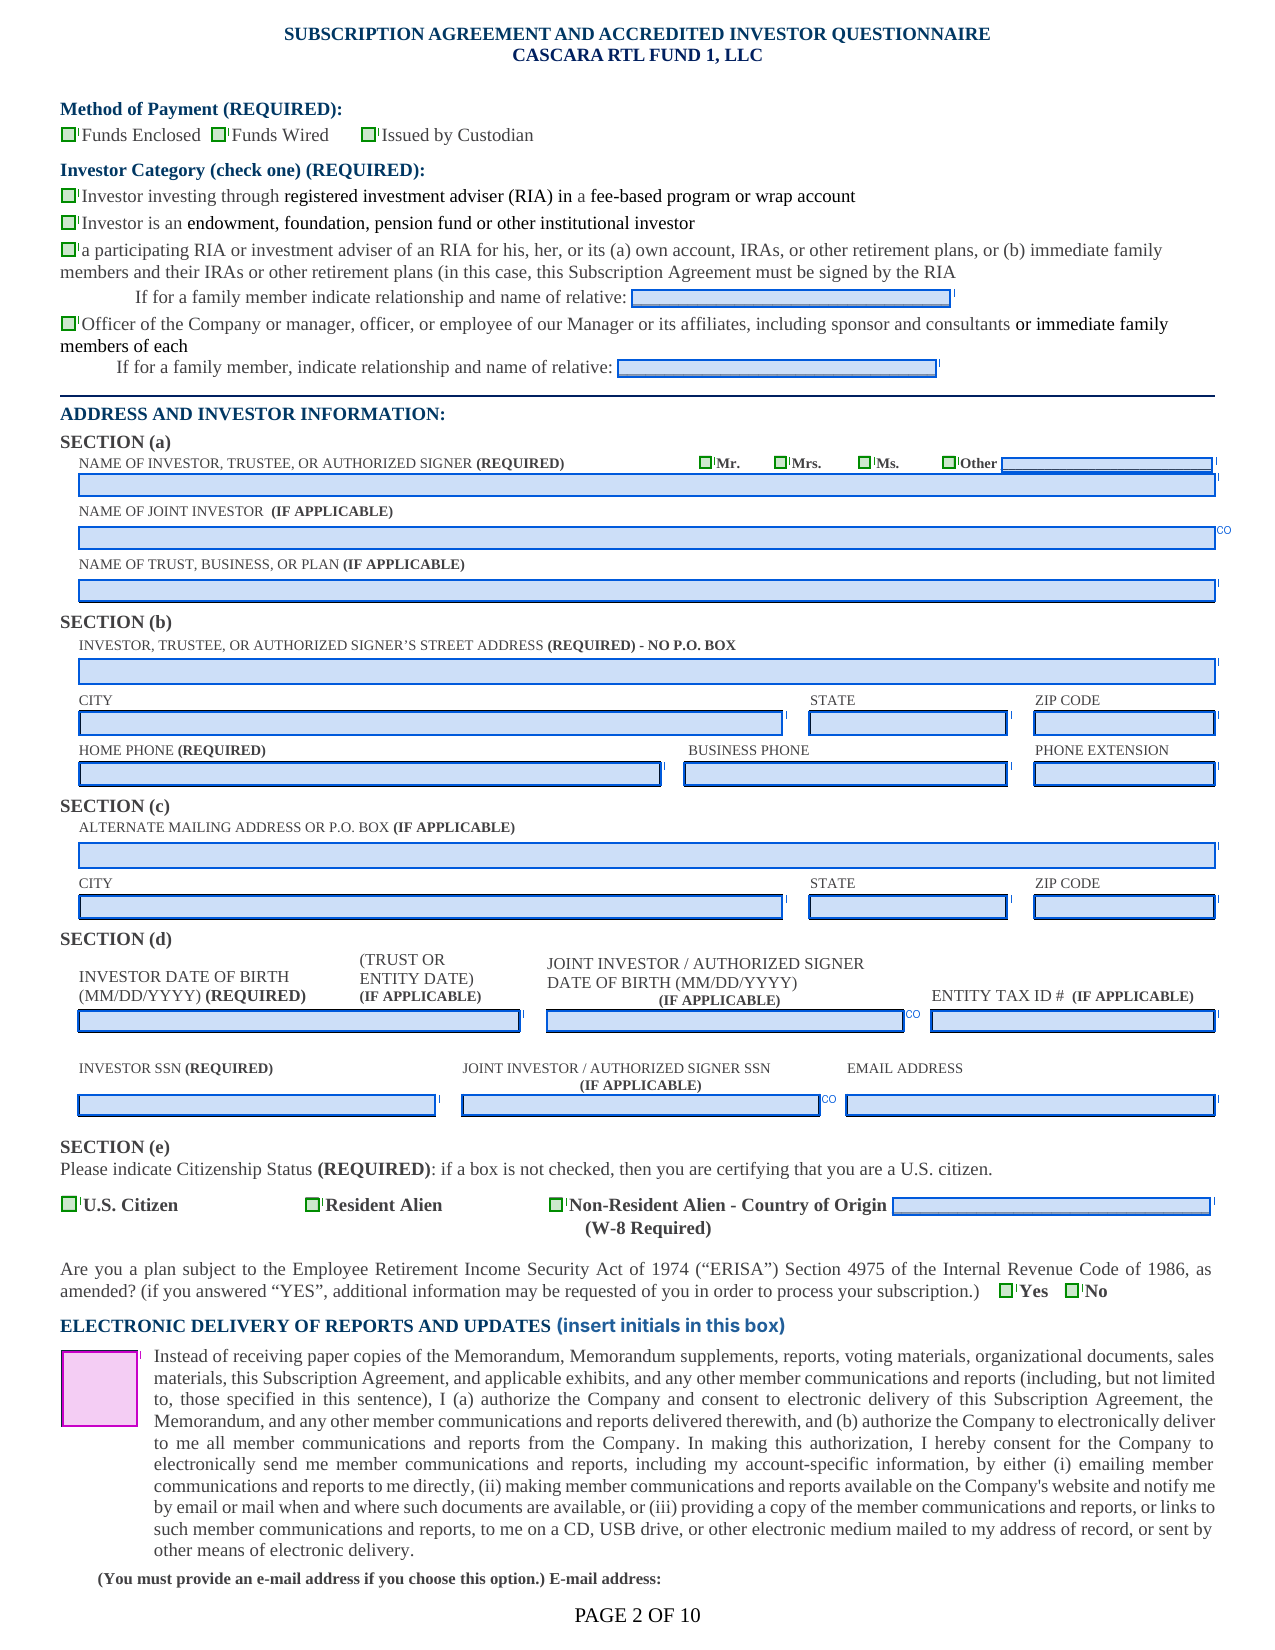 SUBSCRIPTION AGREEMENT AND ACCREDITED INVESTOR QUESTIONNAIRE
CASCARA RTL FUND 1, LLC
Method of Payment (REQUIRED):
Funds Enclosed Funds Wired Issued by Custodian
Investor Category (check one) (REQUIRED):
Investor investing through registered investment adviser (RIA) in a fee-based program or wrap account
Investor is an endowment, foundation, pension fund or other institutional investor
a participating RIA or investment adviser of an RIA for his, her, or its (a) own account, IRAs, or other retirement plans, or (b) immediate family
members and their IRAs or other retirement plans (in this case, this Subscription Agreement must be signed by the RIA
If for a family member indicate relationship and name of relative:
Officer of the Company or manager, officer, or employee of our Manager or its affiliates, including sponsor and consultants or immediate family
members of each
If for a family member, indicate relationship and name of relative:
ADDRESS AND INVESTOR INFORMATION:
SECTION (a)
NAME OF INVESTOR, TRUSTEE, OR AUTHORIZED SIGNER (REQUIRED) Mr. Mrs. Ms. Other
NAME OF JOINT INVESTOR (IF APPLICABLE)
CO
NAME OF TRUST, BUSINESS, OR PLAN (IF APPLICABLE)
SECTION (b)
INVESTOR, TRUSTEE, OR AUTHORIZED SIGNER'S STREET ADDRESS (REQUIRED) - NO P.O. BOX
CITY STATE ZIP CODE
HOME PHONE (REQUIRED) BUSINESS PHONE PHONE EXTENSION
SECTION (c)
ALTERNATE MAILING ADDRESS OR P.O. BOX (IF APPLICABLE)
CITY STATE ZIP CODE
SECTION (d)
INVESTOR DATE OF BIRTH
(MM/DD/YYYY) (REQUIRED)
(TRUST OR
ENTITY DATE)
(IF APPLICABLE)
JOINT INVESTOR / AUTHORIZED SIGNER
DATE OF BIRTH (MM/DD/YYYY)
(IF APPLICABLE)
ENTITY TAX ID # (IF APPLICABLE)
CO
INVESTOR SSN (REQUIRED)
JOINT INVESTOR / AUTHORIZED SIGNER SSN
(IF APPLICABLE)
EMAIL ADDRESS
CO
SECTION (e)
Please indicate Citizenship Status (REQUIRED): if a box is not checked, then you are certifying that you are a U.S. citizen.
U.S. Citizen Resident Alien Non-Resident Alien - Country of Origin
(W-8 Required)
Are you a plan subject to the Employee Retirement Income Security Act of 1974 (“ERISA”) Section 4975 of the Internal Revenue Code of 1986, as
amended? (if you answered “YES”, additional information may be requested of you in order to process your subscription.) Yes No
ELECTRONIC DELIVERY OF REPORTS AND UPDATES (insert initials in this box)
Instead of receiving paper copies of the Memorandum, Memorandum supplements, reports, voting materials, organizational documents, sales
materials, this Subscription Agreement, and applicable exhibits, and any other member communications and reports (including, but not limited
to, those specified in this sentence), I (a) authorize the Company and consent to electronic delivery of this Subscription Agreement, the
Memorandum, and any other member communications and reports delivered therewith, and (b) authorize the Company to electronically deliver
to me all member communications and reports from the Company. In making this authorization, I hereby consent for the Company to
electronically send me member communications and reports, including my account-specific information, by either (i) emailing member
communications and reports to me directly, (ii) making member communications and reports available on the Company's website and notify me
by email or mail when and where such documents are available, or (iii) providing a copy of the member communications and reports, or links to
such member communications and reports, to me on a CD, USB drive, or other electronic medium mailed to my address of record, or sent by
other means of electronic delivery.
(You must provide an e-mail address if you choose this option.) E-mail address:
PAGE 2 OF 10